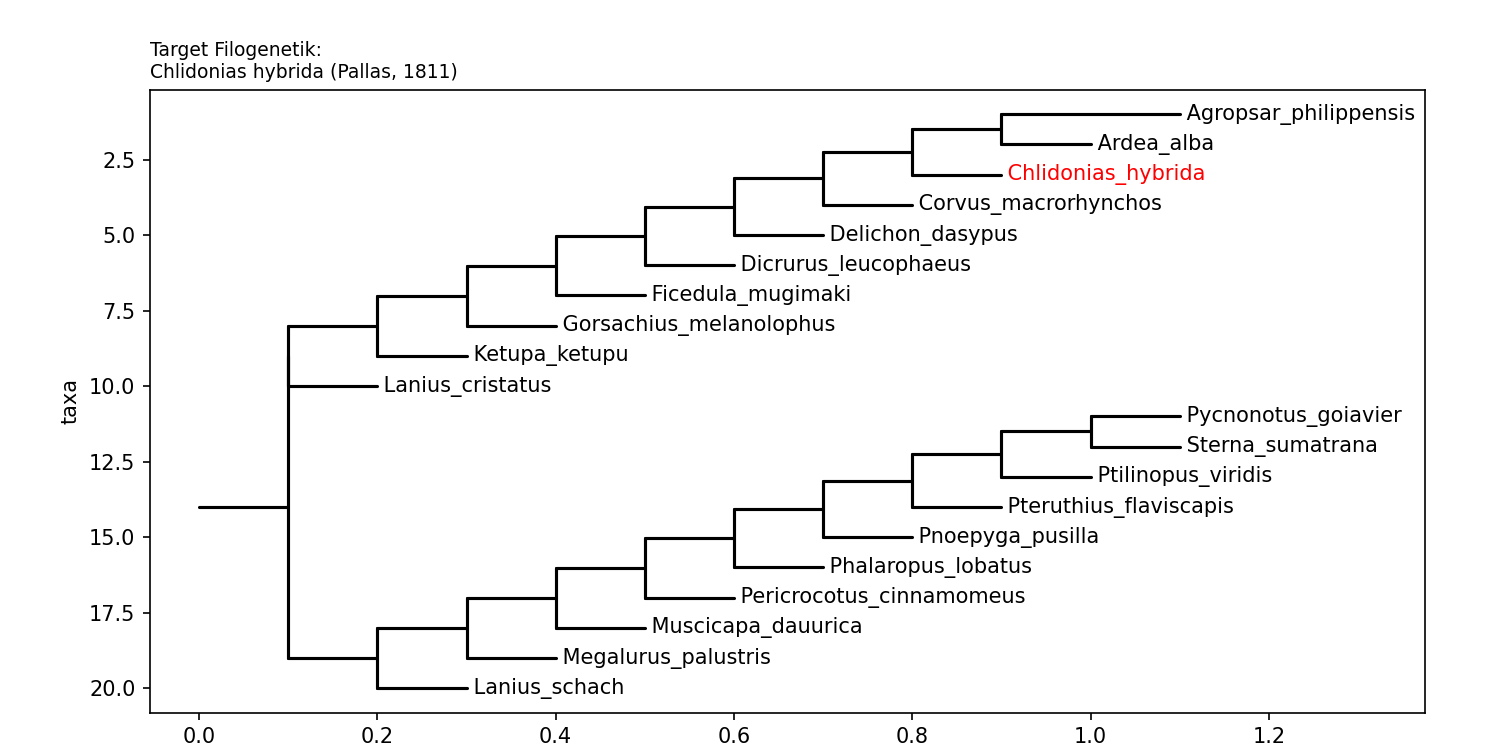 Target Filogenetik:
Chlidonias hybrida (Pallas, 1811)
Agropsar_philippensis
Ardea_alba
2.5
Chlidonias_hybrida
Corvus_macrorhynchos
5.0
Delichon_dasypus
Dicrurus_leucophaeus
Ficedula_mugimaki
7.5
Gorsachius_melanolophus
Ketupa_ketupu
10.0
Lanius_cristatus
taxa
Pycnonotus_goiavier
Sterna_sumatrana
12.5
Ptilinopus_viridis
Pteruthius_flaviscapis
15.0
Pnoepyga_pusilla
Phalaropus_lobatus
Pericrocotus_cinnamomeus
17.5
Muscicapa_dauurica
Megalurus_palustris
20.0
Lanius_schach
0.0 0.2 0.4 0.6 0.8 1.0 1.2